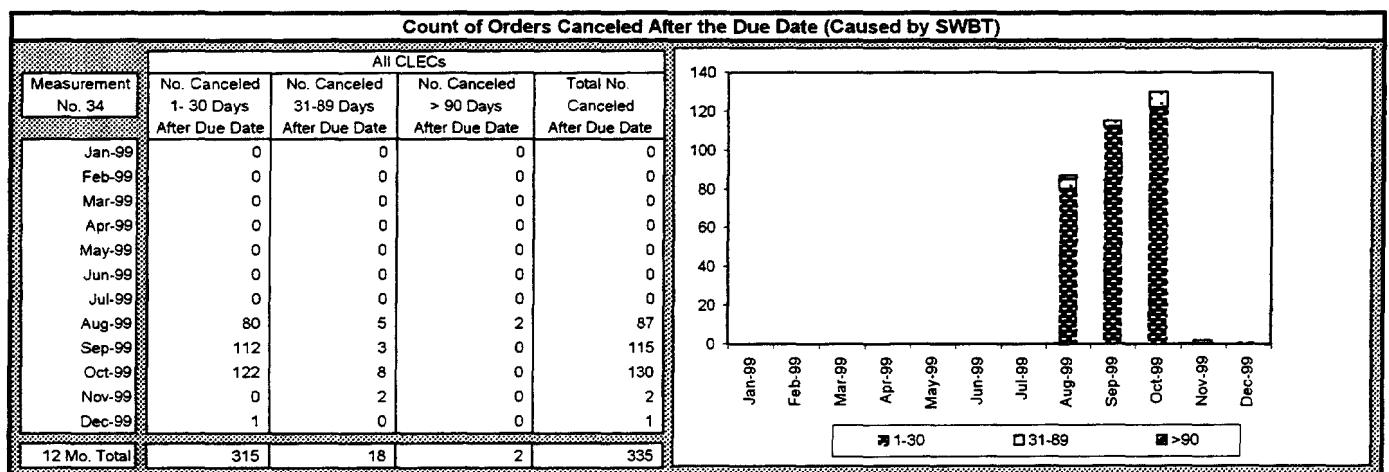 Count of Orders Canceled After the Due Date (Caused by SWBT)
All CLECs
Measurement No. 34 | No. Canceled 1- 30 Days After Due Date | No. Canceled 31-89 Days After Due Date | No. Canceled > 90 Days After Due Date | Total No. Canceled After Due Date
Jan-99 0 0 0 0
Feb-99 0 0 0 0
Mar-99 0 0 0 0
Apr-99 0 0 0 0
May-99 0 0 0 0
Jun-99 0 0 0 0
Jul-99 0 0 0 0
Aug-99 80 5 2 87
Sep-99 112 3 0 115
Oct-99 122 8 0 130
Nov-99 0 2 0 2
Dec-99 1 0 0 1
12 Mo. Total 315 18 2 335
140
120
100
80
60
40
20
0
Jan-99 Feb-99 Mar-99 Apr-99 May-99 Jun-99 Jul-99 Aug-99 Sep-99 Oct-99 Nov-99 Dec-99
1-30 31-89 >90